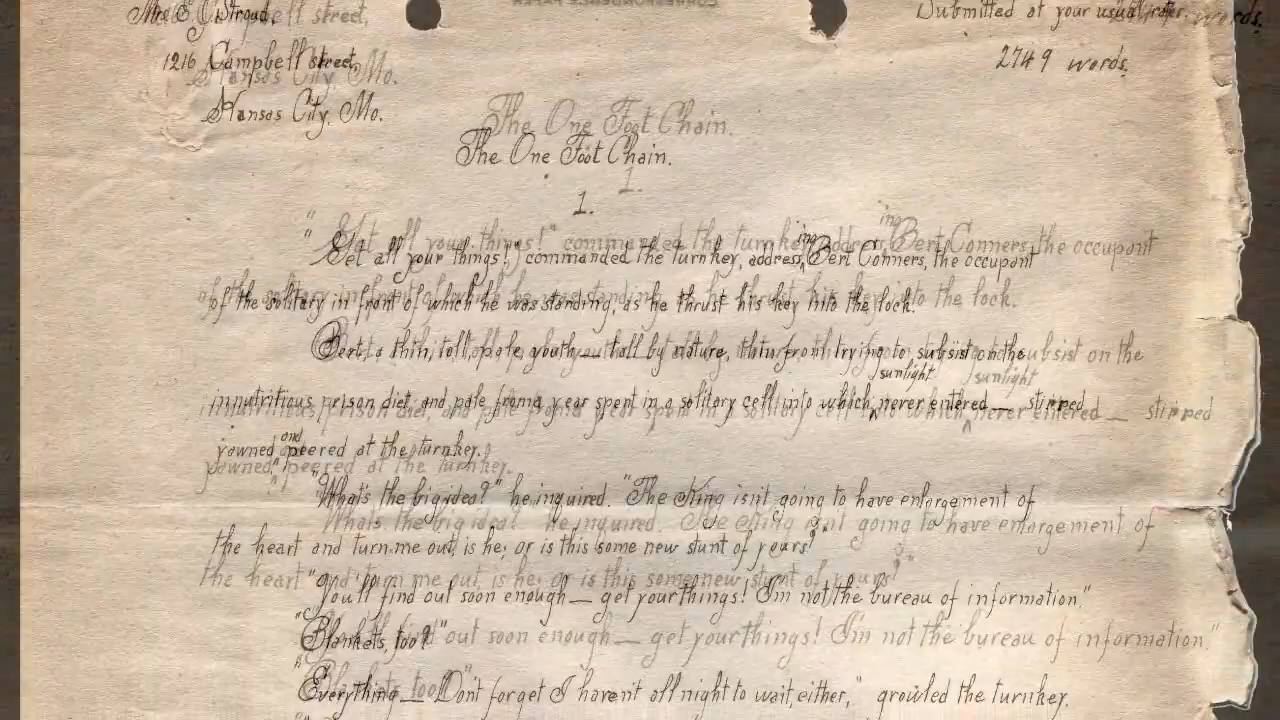 Mrs. E. G. Stroud,
1216 Campbell street,
Kansas City, Mo.
Submitted at your usual rates.
2749 words.
The One Foot Chain.
1.
"Get all your things!" commanded the turnkey, addressing Bert Conners, the occupant
of the solitary in front of which he was standing, as he thrust his key into the lock.
Bert, a thin, tall, pale, youth—tall by nature, thin from trying to subsist on the
innutritious prison diet, and pale from a year spent in a solitary cell into which sunlight never entered—
yawned and peered at the turnkey.
"What's the big idea?" he inquired. "The King isn't going to have enlargement of
the heart and turn me out, is he; or is this some new stunt of yours?"
"You'll find out soon enough—get your things! I'm not the bureau of information."
"Blankets, too?"
"Everything—Don't forget I haven't all night to wait, either," growled the turnkey.